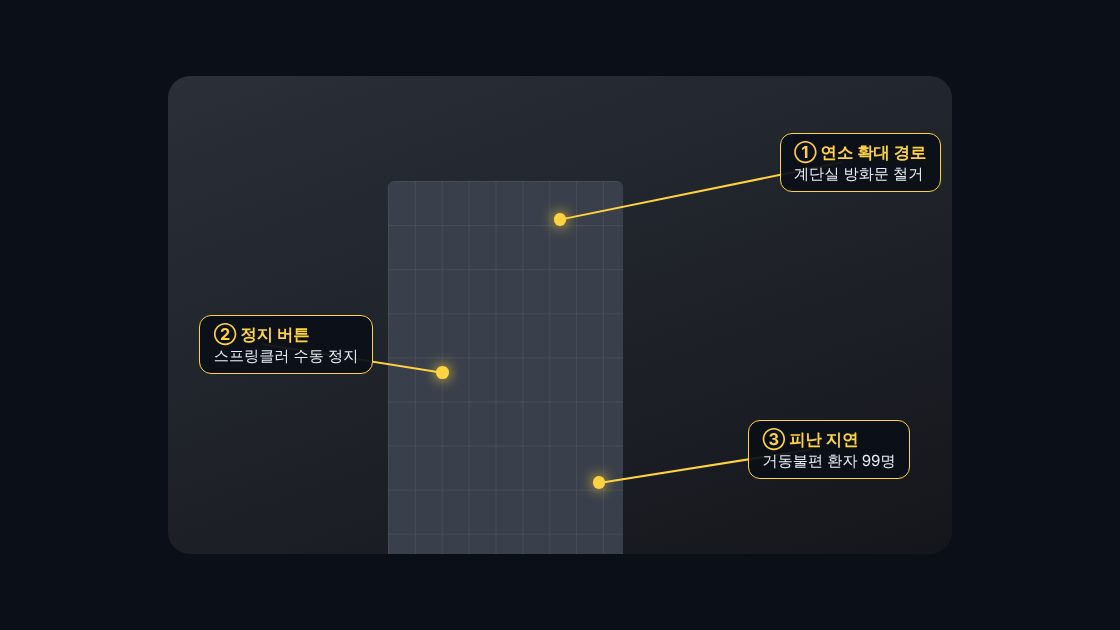 ① 연소 확대 경로
계단실 방화문 철거
② 정지 버튼
스프링클러 수동 정지
③ 피난 지연
거동불편 환자 99명